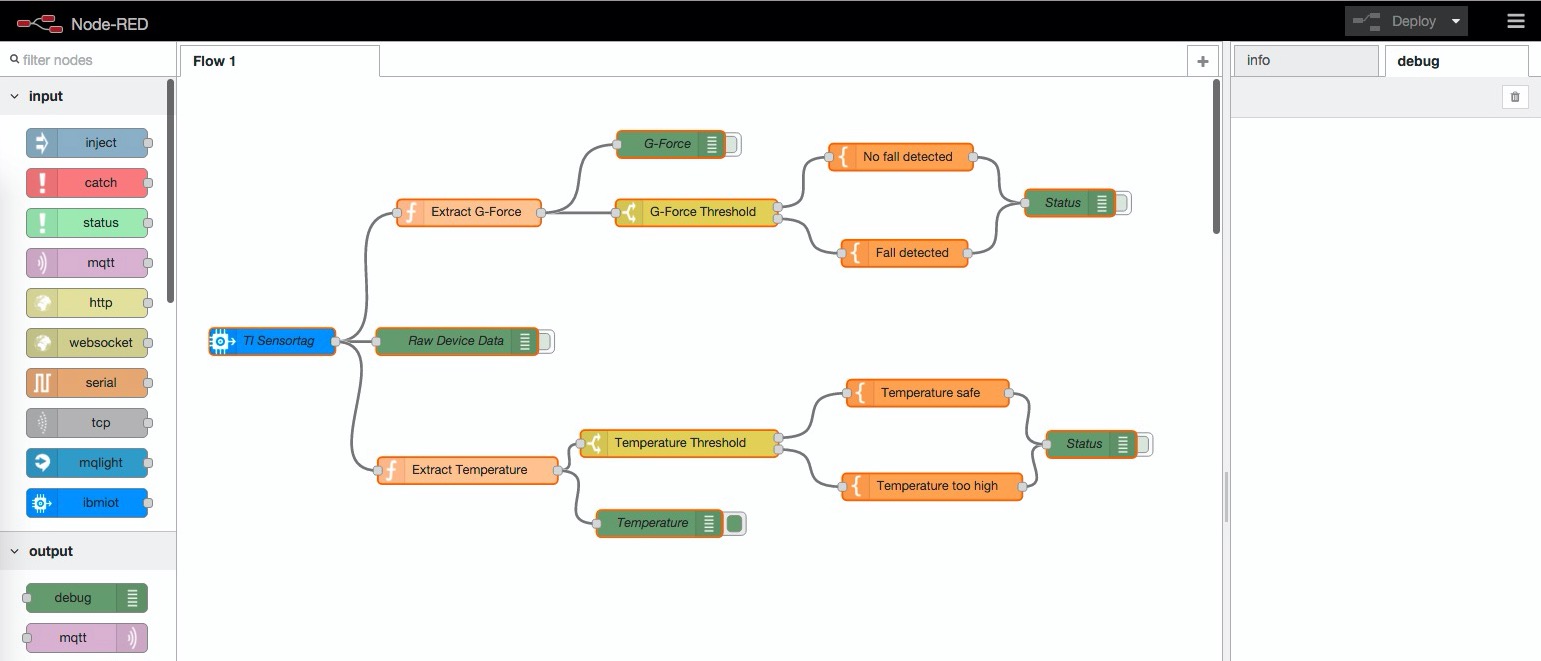 Node-RED
Deploy
filter nodes
Flow 1
+
info
debug
input
inject
catch
status
mqtt
http
websocket
serial
tcp
mqlight
ibmiot
output
debug
mqtt
G-Force
No fall detected
Extract G-Force
G-Force Threshold
Status
Fall detected
TI Sensortag
Raw Device Data
Temperature safe
Temperature Threshold
Status
Extract Temperature
Temperature too high
Temperature